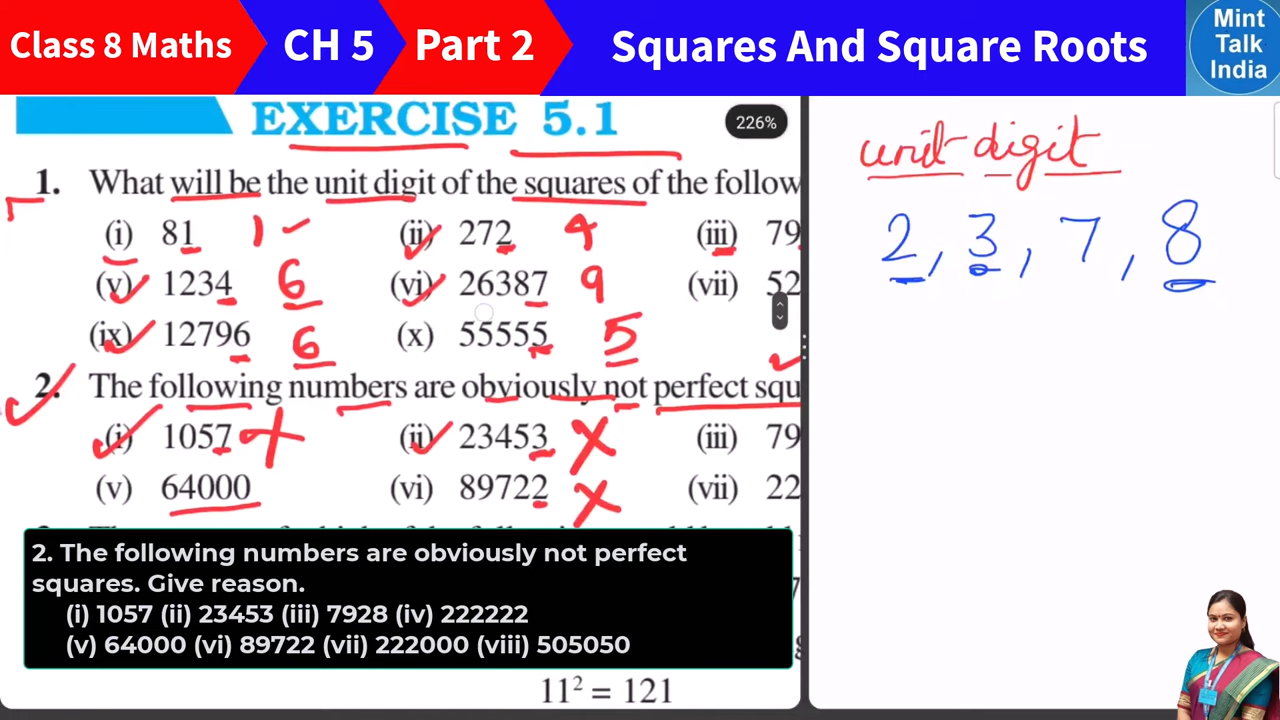 Class 8 Maths CH 5 Part 2 Squares And Square Roots
Mint
Talk
India
EXERCISE 5.1
226%
1. What will be the unit digit of the squares of the follow
(i) 81 1 (ii) 272 4 (iii) 79
(v) 1234 6 (vi) 26387 9 (vii) 52
(ix) 12796 6 (x) 55555 5
2. The following numbers are obviously not perfect squ
(i) 1057 (ii) 23453 (iii) 79
(v) 64000 (vi) 89722 (vii) 22
2. The following numbers are obviously not perfect
squares. Give reason.
(i) 1057 (ii) 23453 (iii) 7928 (iv) 222222
(v) 64000 (vi) 89722 (vii) 222000 (viii) 505050
11² = 121
unit digit
2, 3, 7, 8